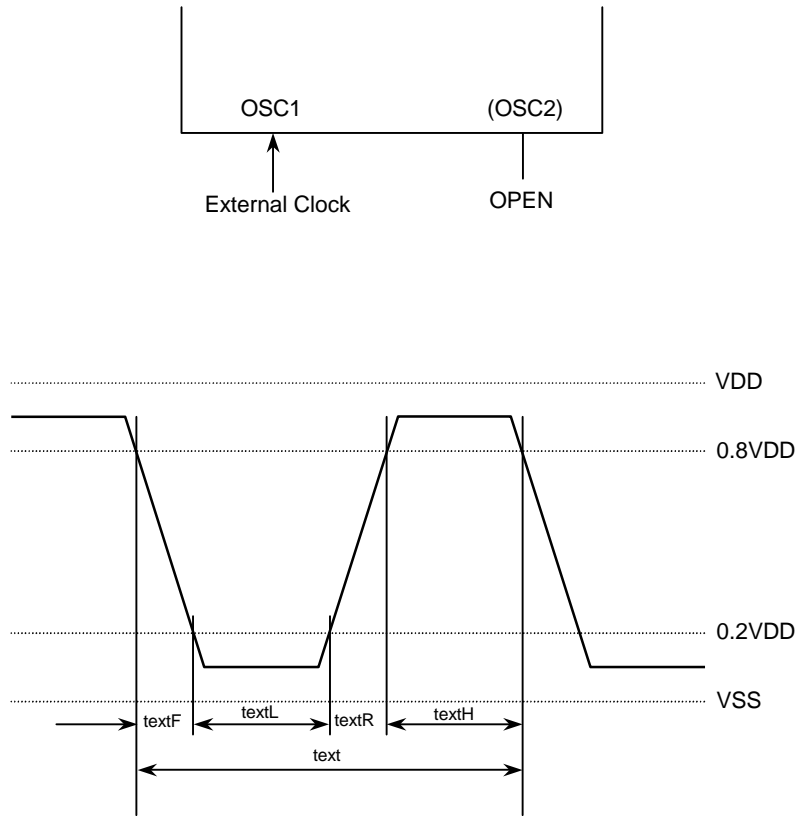 OSC1 (OSC2)
External Clock OPEN
VDD
0.8VDD
0.2VDD
VSS
textF textL textR textH
text